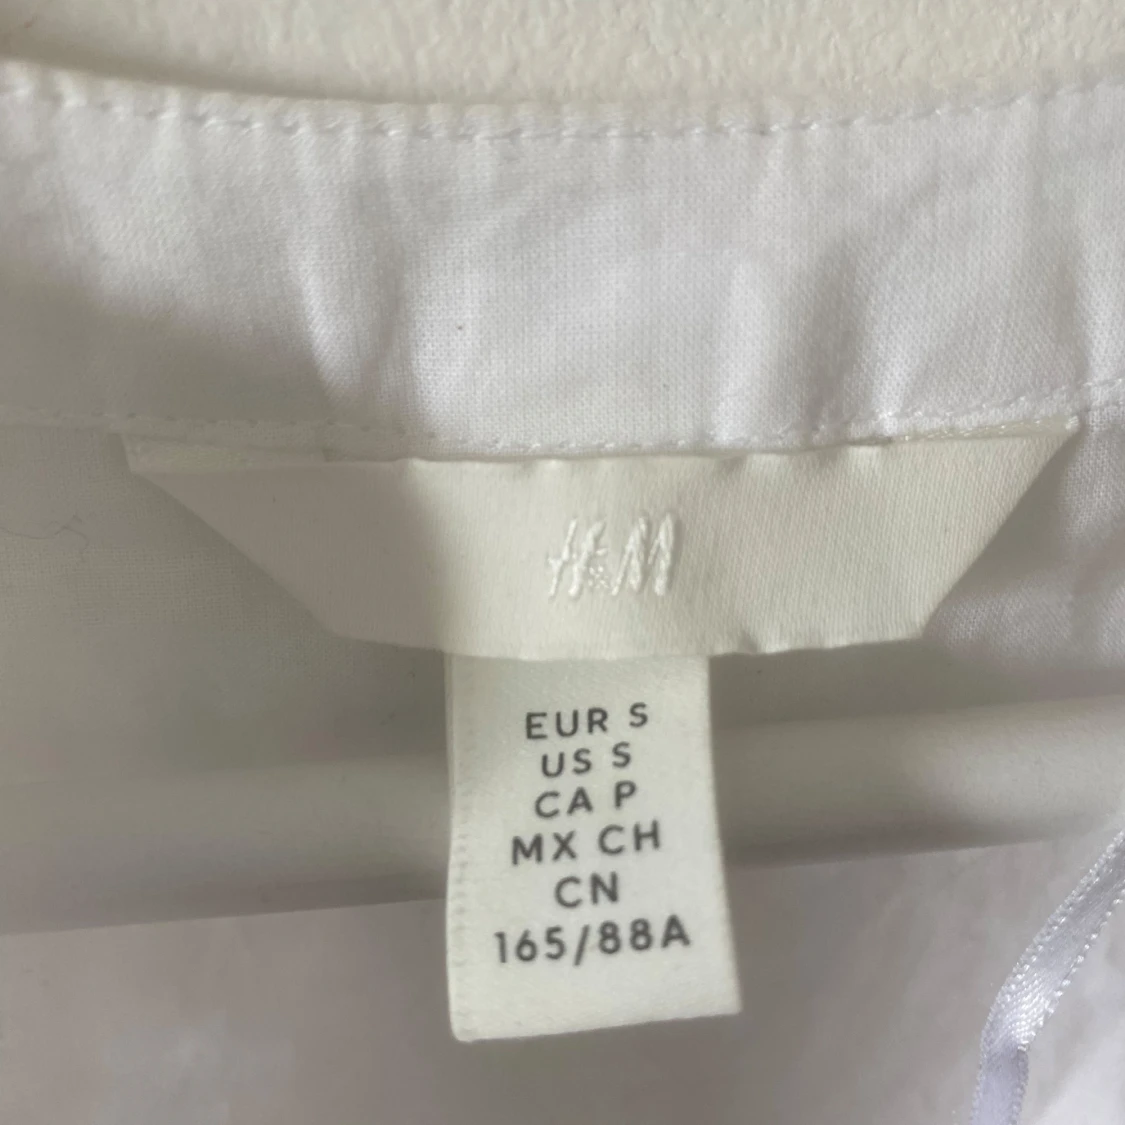 H&M
EUR S
US S
CA P
MX CH
CN
165/88A